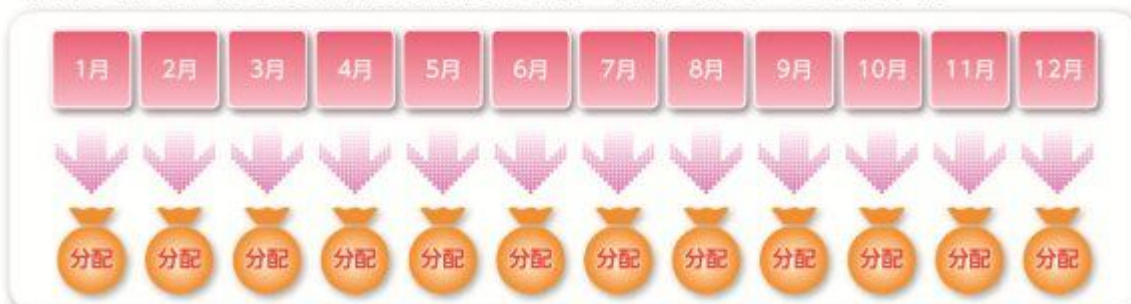 1月 2月 3月 4月 5月 6月 7月 8月 9月 10月 11月 12月
分配 分配 分配 分配 分配 分配 分配 分配 分配 分配 分配 分配